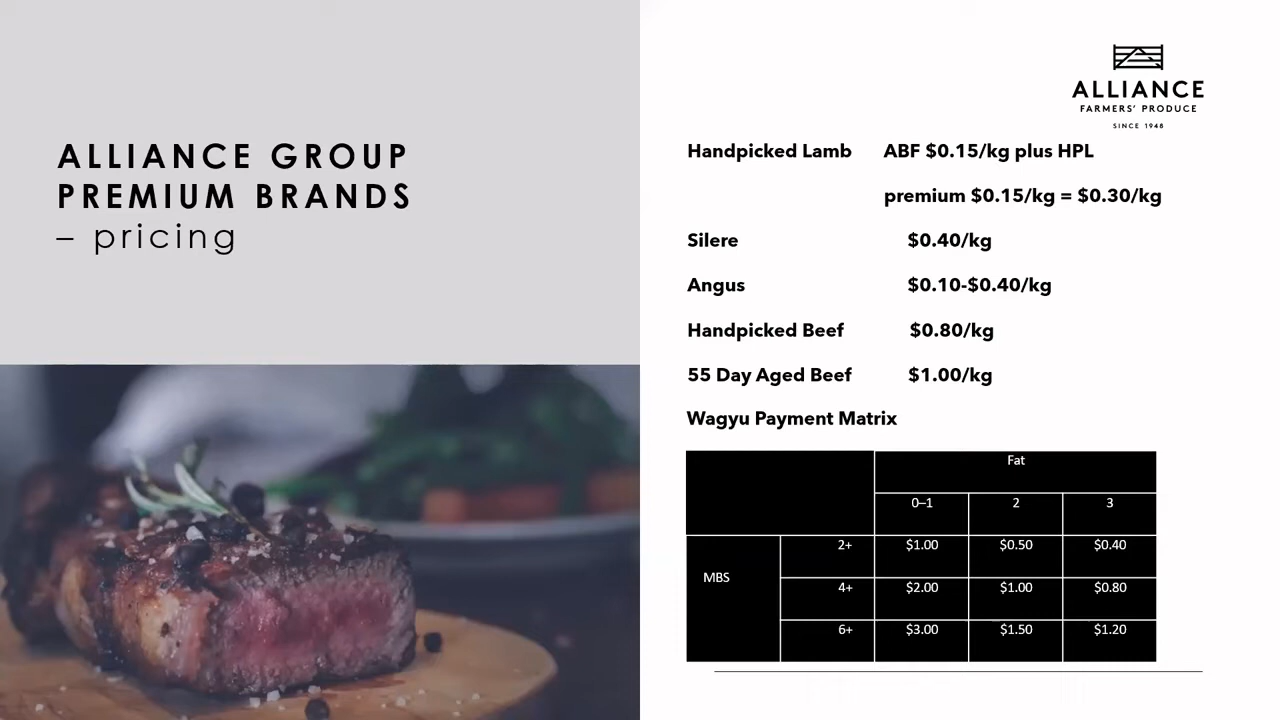 ALLIANCE GROUP
PREMIUM BRANDS
– pricing
ALLIANCE
FARMERS' PRODUCE
SINCE 1948
Handpicked Lamb ABF $0.15/kg plus HPL
premium $0.15/kg = $0.30/kg
Silere $0.40/kg
Angus $0.10-$0.40/kg
Handpicked Beef $0.80/kg
55 Day Aged Beef $1.00/kg
Wagyu Payment Matrix
Fat
0–1 2 3
2+ $1.00 $0.50 $0.40
MBS
4+ $2.00 $1.00 $0.80
6+ $3.00 $1.50 $1.20